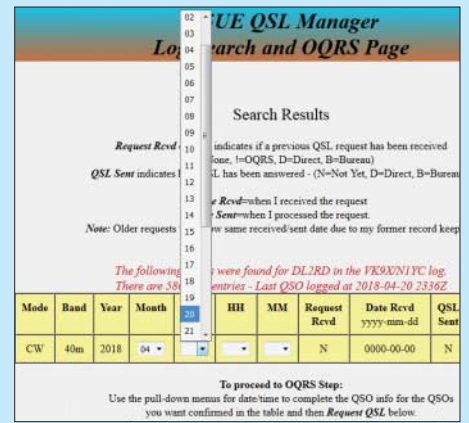 UE QSL Manager
Log Search and OQRS Page
Search Results
Request Rcvd indicates if a previous QSL request has been received
one, !=OQRS, D=Direct, B=Bureau)
QSL Sent indicates SL has been answered - (N=Not Yet, D=Direct, B=Bureau
Rcvd=when I received the request
Sent=when I processed the request.
Note: Older requests w same received/sent date due to my former record keep
The following s were found for DL2RD in the VK9X/N1YC log.
There are entries - Last QSO logged at 2018-04-20 2336Z
02
03
04
05
06
07
08
09
10
11
12
13
14
15
16
17
18
19
20
21
Mode Band Year Month HH MM Request Rcvd Date Rcvd yyyy-mm-dd QSL Sent
CW 40m 2018 04 N 0000-00-00 N
To proceed to OQRS Step:
Use the pull-down menus for date/time to complete the QSO info for the QSOs
you want confirmed in the table and then Request QSL below.